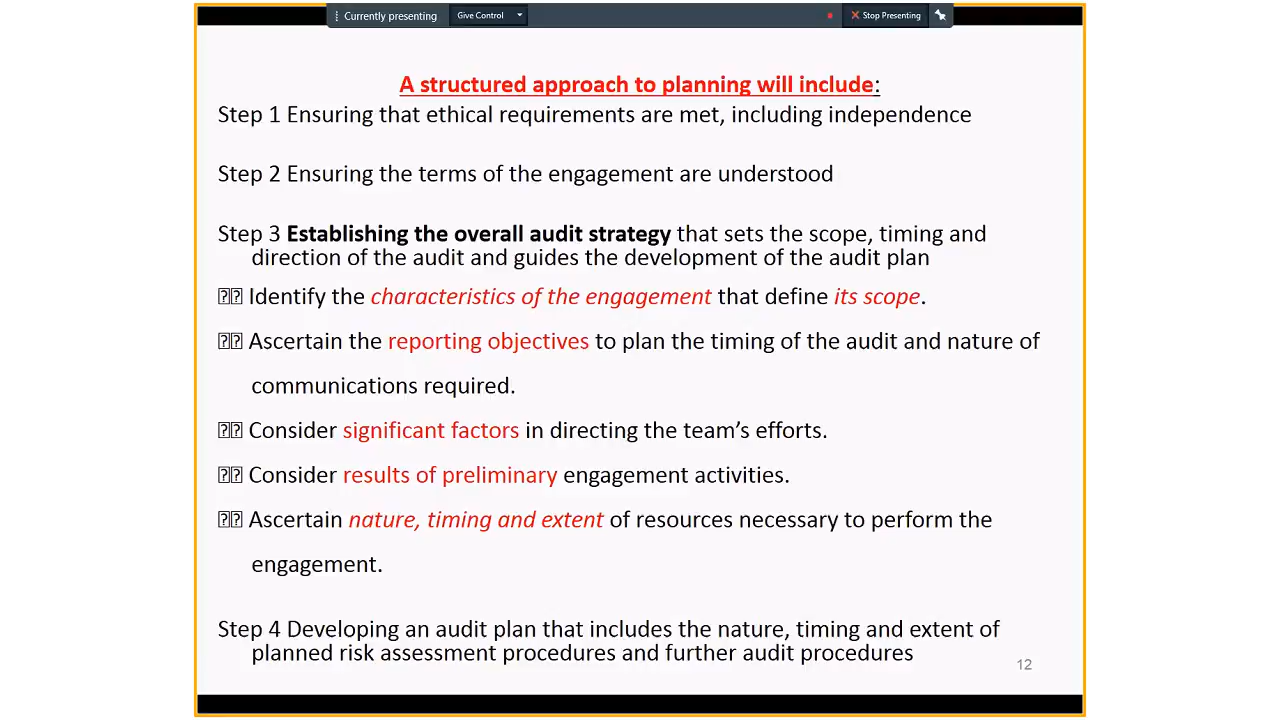 Currently presenting
Give Control
Stop Presenting
A structured approach to planning will include:
Step 1 Ensuring that ethical requirements are met, including independence
Step 2 Ensuring the terms of the engagement are understood
Step 3 Establishing the overall audit strategy that sets the scope, timing and
direction of the audit and guides the development of the audit plan
Identify the characteristics of the engagement that define its scope.
Ascertain the reporting objectives to plan the timing of the audit and nature of
communications required.
Consider significant factors in directing the team's efforts.
Consider results of preliminary engagement activities.
Ascertain nature, timing and extent of resources necessary to perform the
engagement.
Step 4 Developing an audit plan that includes the nature, timing and extent of
planned risk assessment procedures and further audit procedures
12